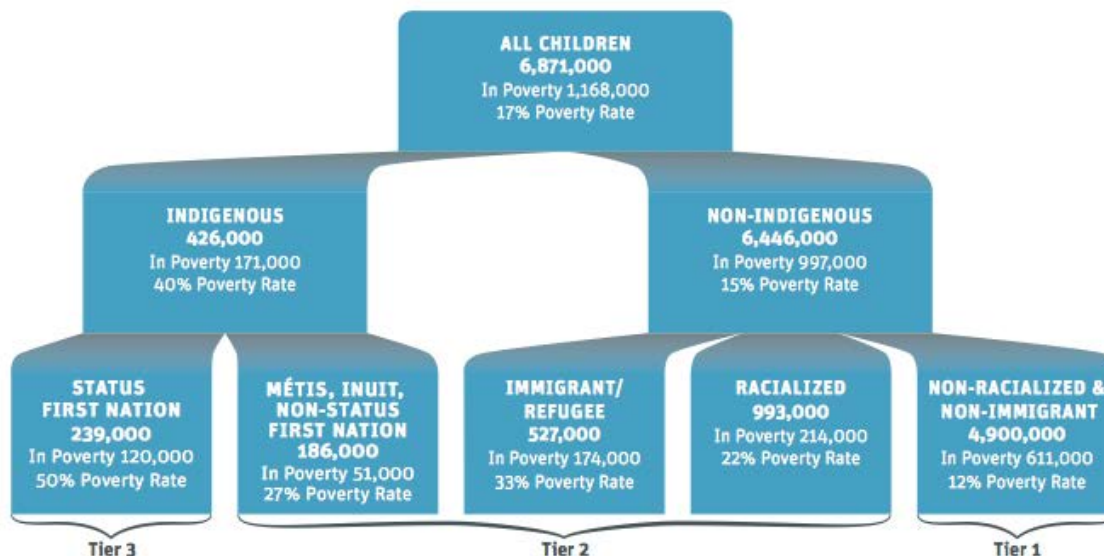 ALL CHILDREN
6,871,000
In Poverty 1,168,000
17% Poverty Rate
INDIGENOUS
426,000
In Poverty 171,000
40% Poverty Rate
NON-INDIGENOUS
6,446,000
In Poverty 997,000
15% Poverty Rate
STATUS
FIRST NATION
239,000
In Poverty 120,000
50% Poverty Rate
MÉTIS, INUIT,
NON-STATUS
FIRST NATION
186,000
In Poverty 51,000
27% Poverty Rate
IMMIGRANT/
REFUGEE
527,000
In Poverty 174,000
33% Poverty Rate
RACIALIZED
993,000
In Poverty 214,000
22% Poverty Rate
NON-RACIALIZED &
NON-IMMIGRANT
4,900,000
In Poverty 611,000
12% Poverty Rate
Tier 3
Tier 2
Tier 1